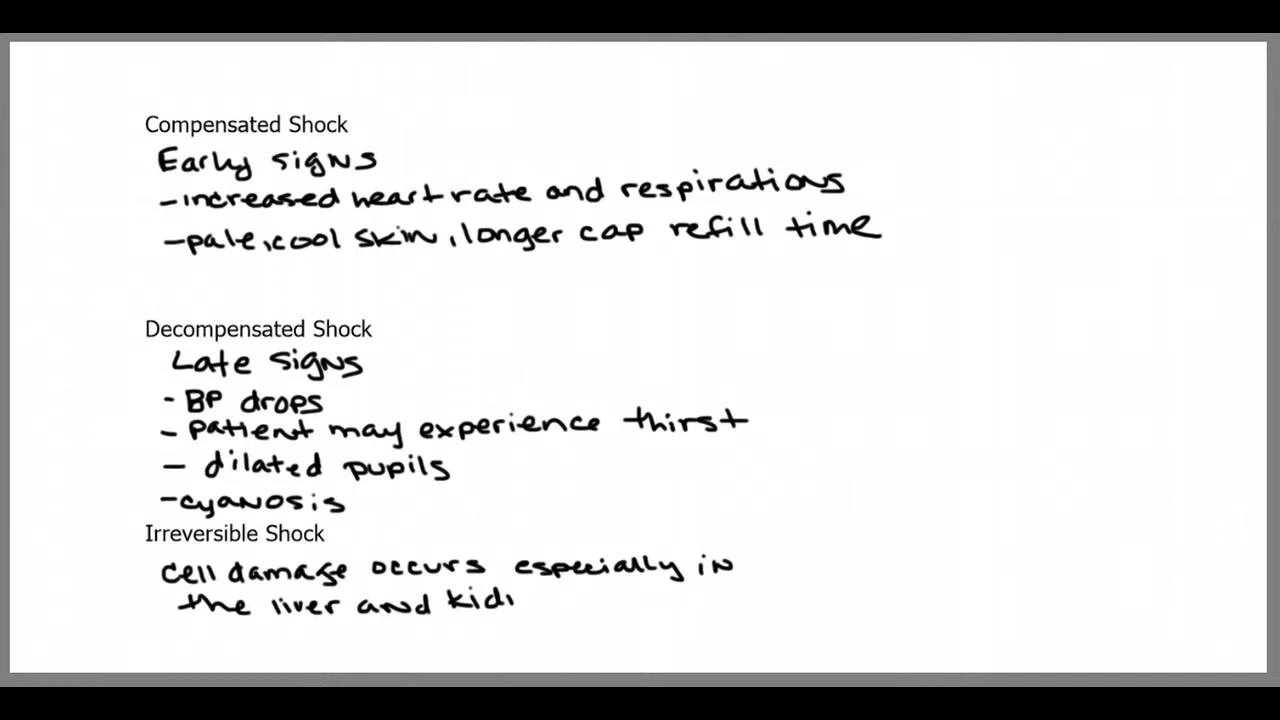 Compensated Shock
Early signs
-increased heart rate and respirations
-pale, cool skin, longer cap refill time
Decompensated Shock
Late signs
- BP drops
- patient may experience thirst
- dilated pupils
-cyanosis
Irreversible Shock
cell damage occurs especially in
the liver and kid